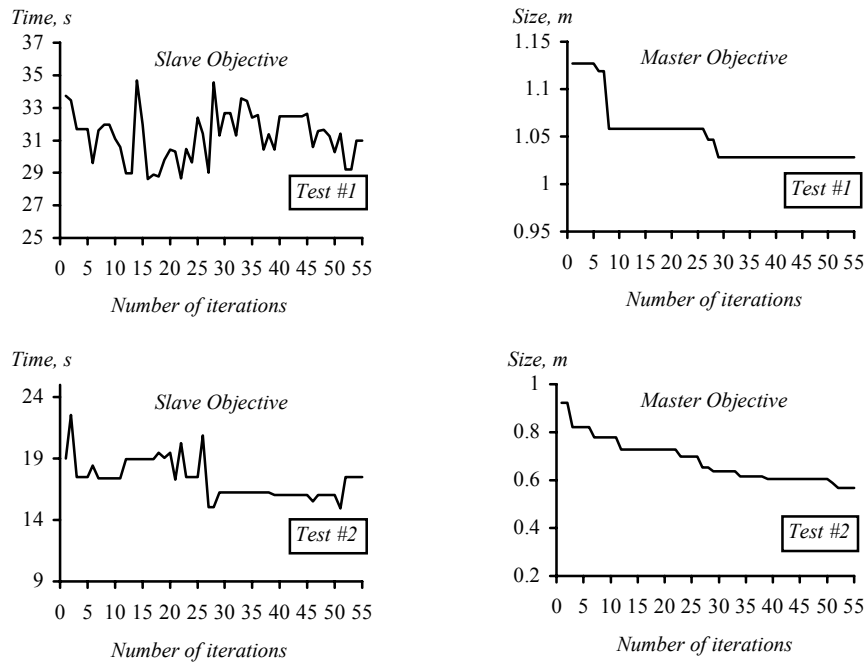 Time, s
37
35
33
31
29
27
25
Slave Objective
Test #1
0 5 10 15 20 25 30 35 40 45 50 55
Number of iterations
Size, m
1.15
1.1
1.05
1
0.95
Master Objective
Test #1
0 5 10 15 20 25 30 35 40 45 50 55
Number of iterations
Time, s
24
19
14
9
Slave Objective
Test #2
0 5 10 15 20 25 30 35 40 45 50 55
Number of iterations
Size, m
1
0.8
0.6
0.4
0.2
Master Objective
Test #2
0 5 10 15 20 25 30 35 40 45 50 55
Number of iterations